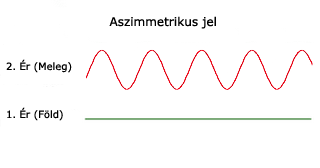 Aszimmetrikus jel
2. Ér (Meleg)
1. Ér (Föld)